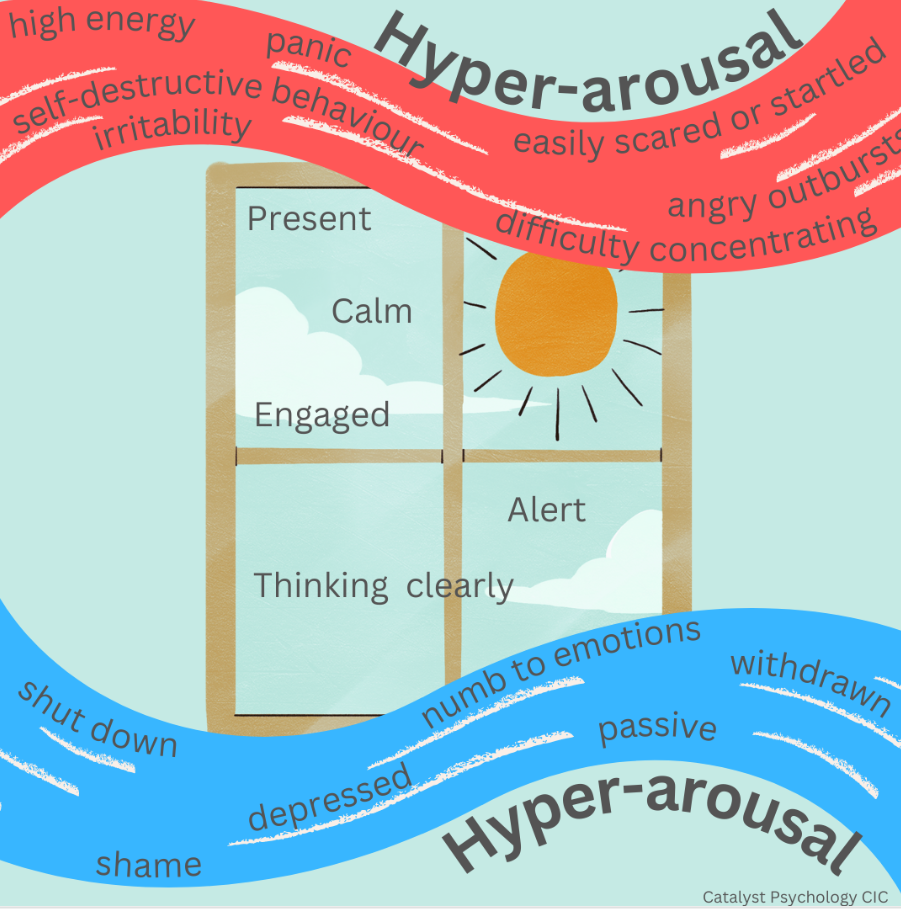 high energy
panic
Hyper-arousal
self-destructive behaviour
easily scared or startled
irritability
angry outbursts
difficulty concentrating
Present
Calm
Engaged
Alert
Thinking clearly
numb to emotions
withdrawn
shut down
passive
depressed
Hyper-arousal
shame
Catalyst Psychology CIC